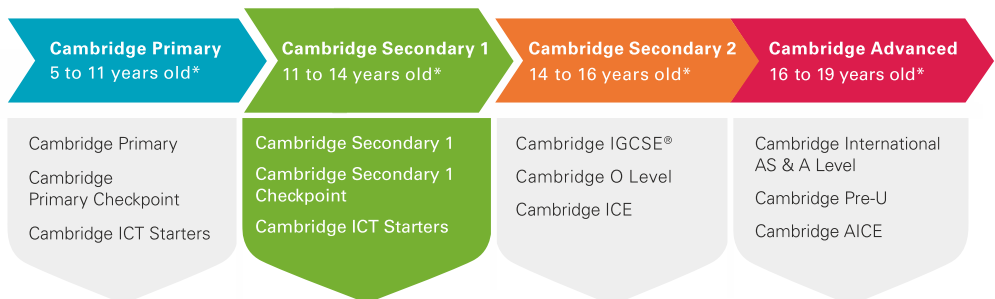 Cambridge Primary
5 to 11 years old*
Cambridge Primary
Cambridge
Primary Checkpoint
Cambridge ICT Starters
Cambridge Secondary 1
11 to 14 years old*
Cambridge Secondary 1
Cambridge Secondary 1
Checkpoint
Cambridge ICT Starters
Cambridge Secondary 2
14 to 16 years old*
Cambridge IGCSE®
Cambridge O Level
Cambridge ICE
Cambridge Advanced
16 to 19 years old*
Cambridge International
AS & A Level
Cambridge Pre-U
Cambridge AICE